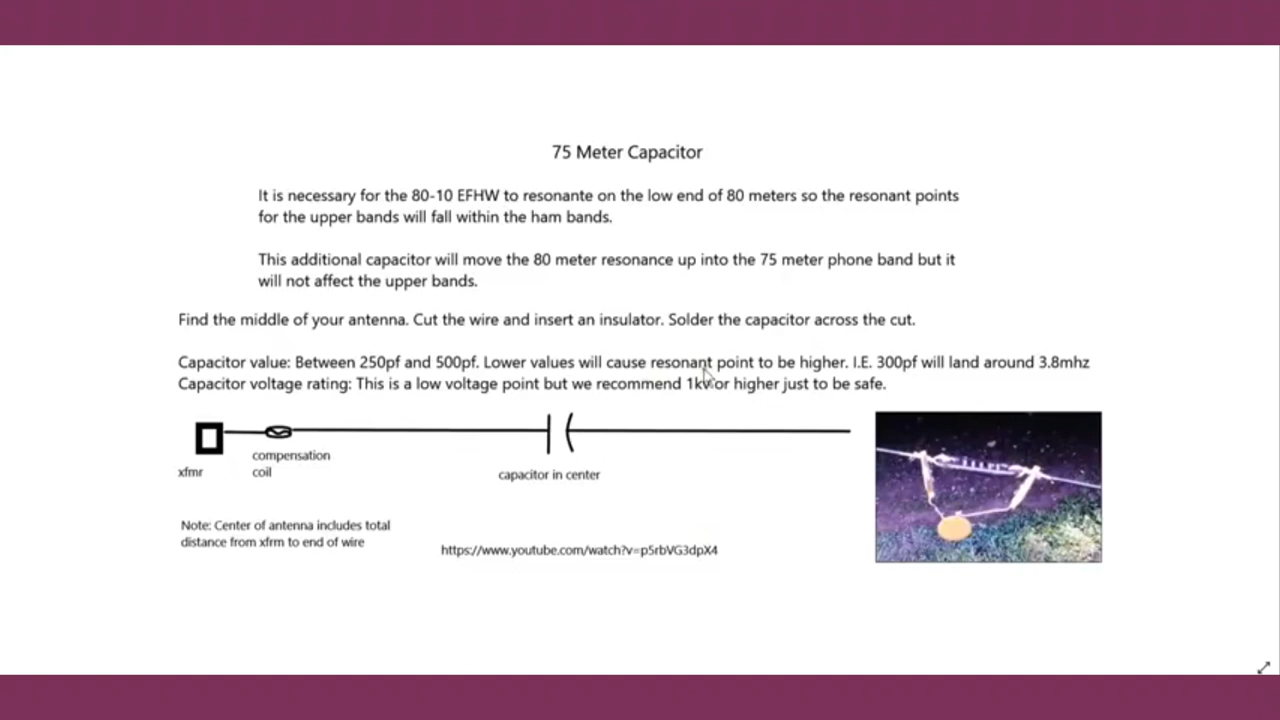 75 Meter Capacitor
It is necessary for the 80-10 EFHW to resonante on the low end of 80 meters so the resonant points
for the upper bands will fall within the ham bands.
This additional capacitor will move the 80 meter resonance up into the 75 meter phone band but it
will not affect the upper bands.
Find the middle of your antenna. Cut the wire and insert an insulator. Solder the capacitor across the cut.
Capacitor value: Between 250pf and 500pf. Lower values will cause resonant point to be higher. I.E. 300pf will land around 3.8mhz
Capacitor voltage rating: This is a low voltage point but we recommend 1kv or higher just to be safe.
compensation
coil
xfmr
capacitor in center
Note: Center of antenna includes total
distance from xfrm to end of wire
https://www.youtube.com/watch?v=p5rbVG3dpX4